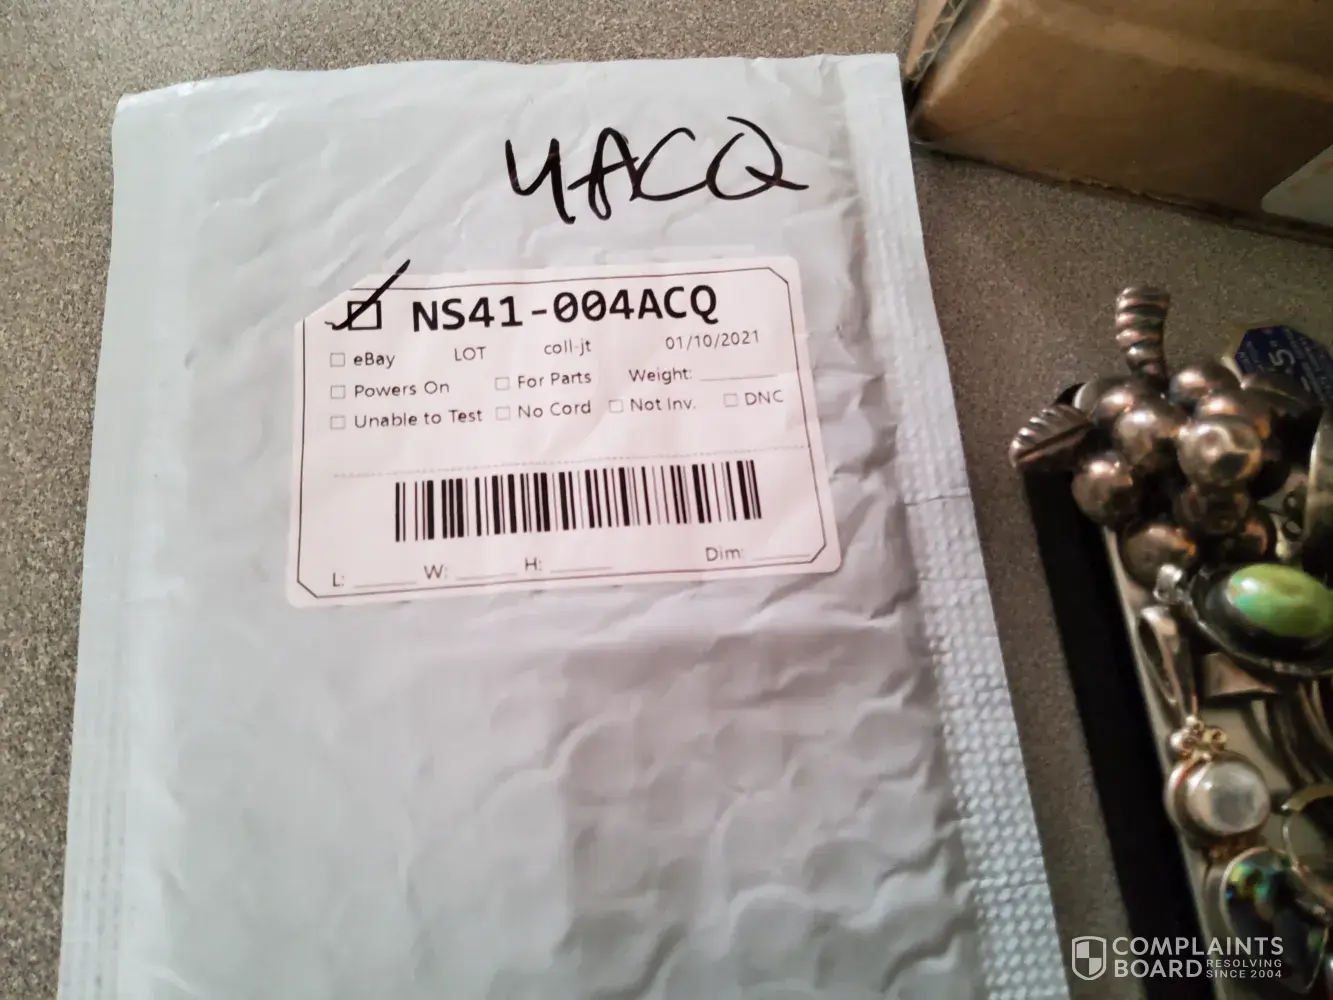 4ACQ
NS41-004ACQ
eBay LOT coll-jt 01/10/2021
Powers On For Parts Weight:
Unable to Test No Cord Not Inv. DNC
L: W: H: Dim:
COMPLAINTS
BOARD RESOLVING
SINCE 2004